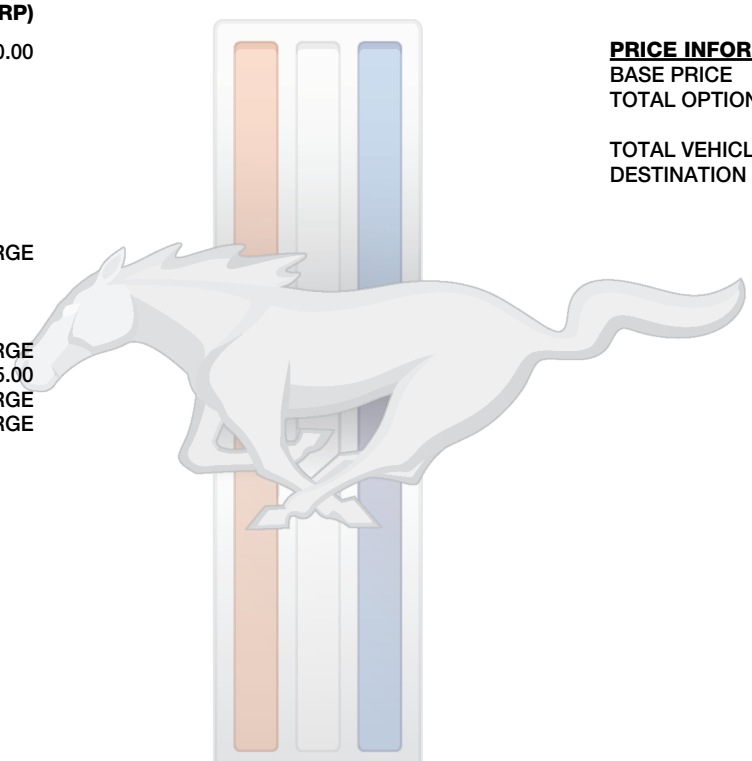 RP)
0.00
RGE
RGE
5.00
RGE
RGE
PRICE INFOR
BASE PRICE
TOTAL OPTION
TOTAL VEHICL
DESTINATION